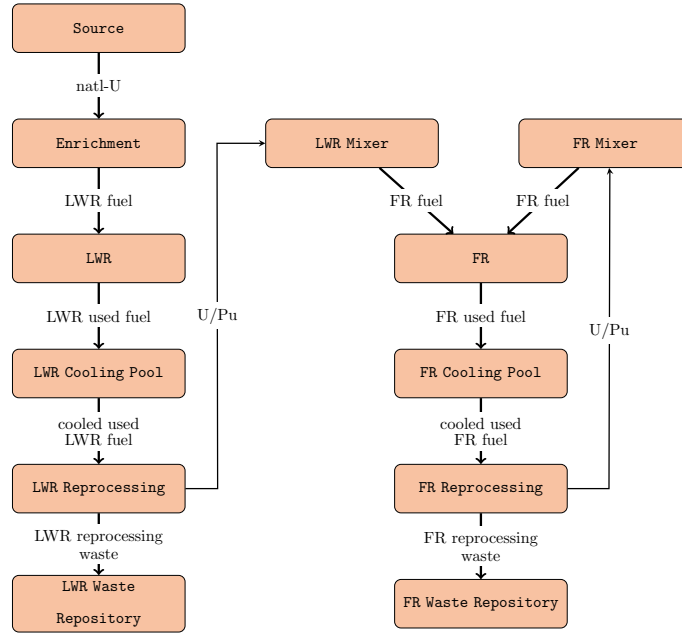 Source
natl-U
Enrichment
LWR Mixer
FR Mixer
LWR fuel
FR fuel
FR fuel
LWR
FR
LWR used fuel
U/Pu
FR used fuel
U/Pu
LWR Cooling Pool
FR Cooling Pool
cooled used
LWR fuel
cooled used
FR fuel
LWR Reprocessing
FR Reprocessing
LWR reprocessing
waste
FR reprocessing
waste
LWR Waste
Repository
FR Waste Repository